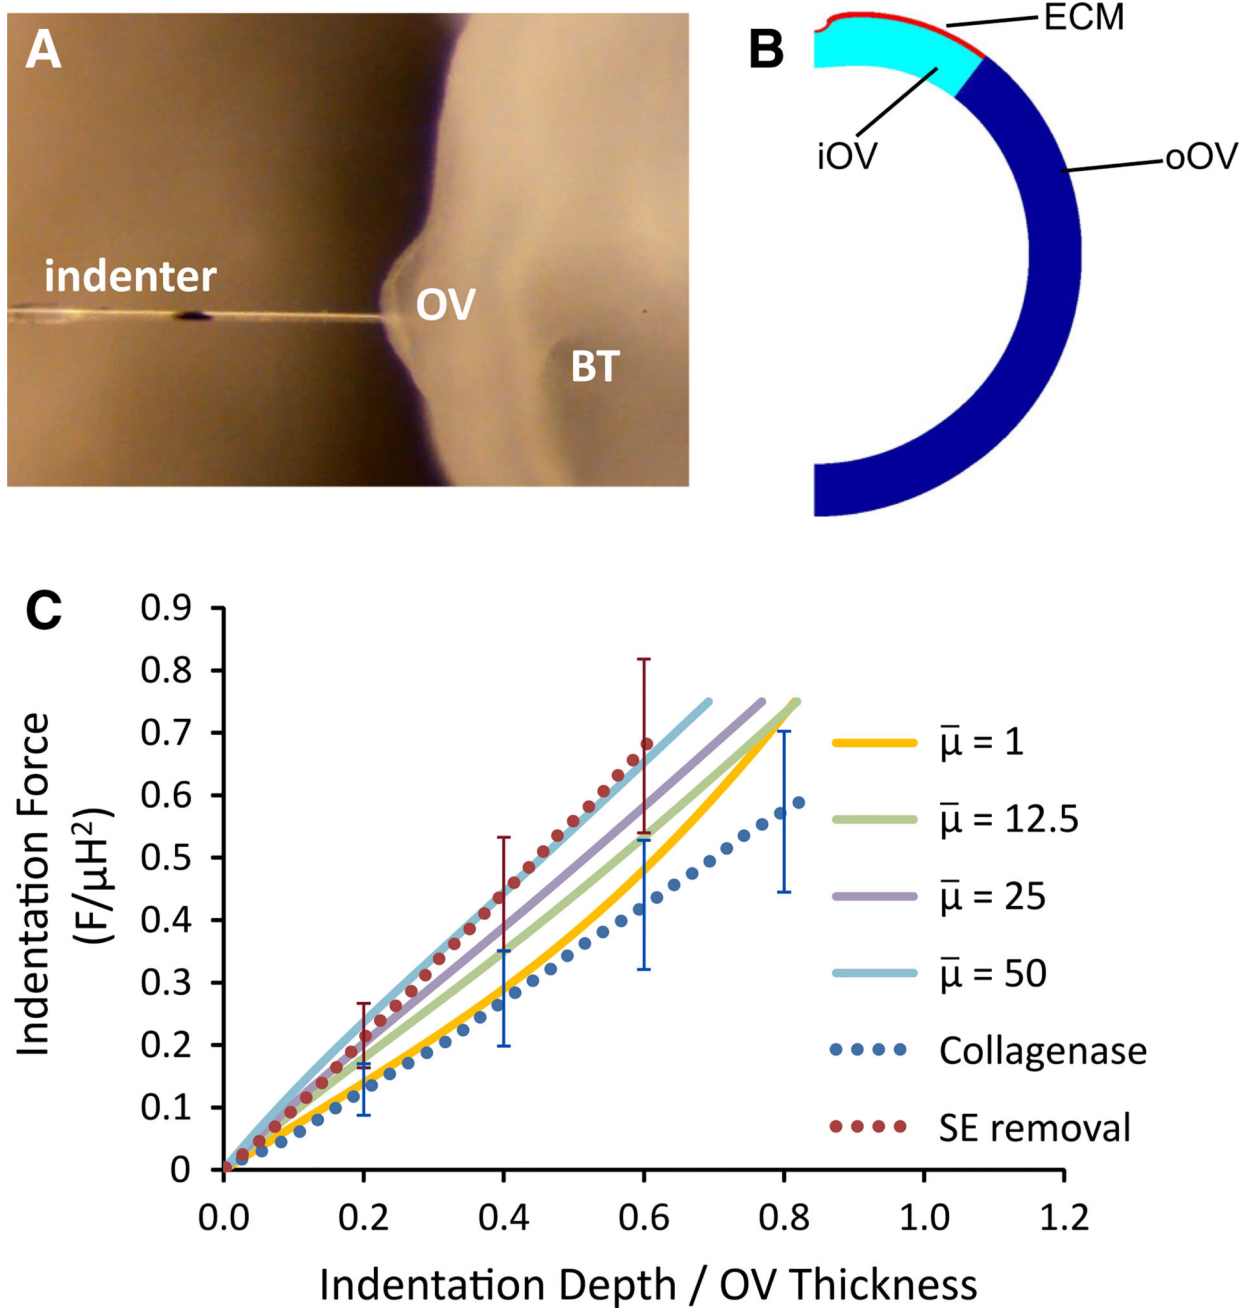 A
indenter
OV
BT
B
ECM
iOV
oOV
C
Indentation Force
(F/μH²)
0.9
0.8
0.7
0.6
0.5
0.4
0.3
0.2
0.1
0
0.0 0.2 0.4 0.6 0.8 1.0 1.2
Indentation Depth / OV Thickness
μ̅ = 1
μ̅ = 12.5
μ̅ = 25
μ̅ = 50
Collagenase
SE removal